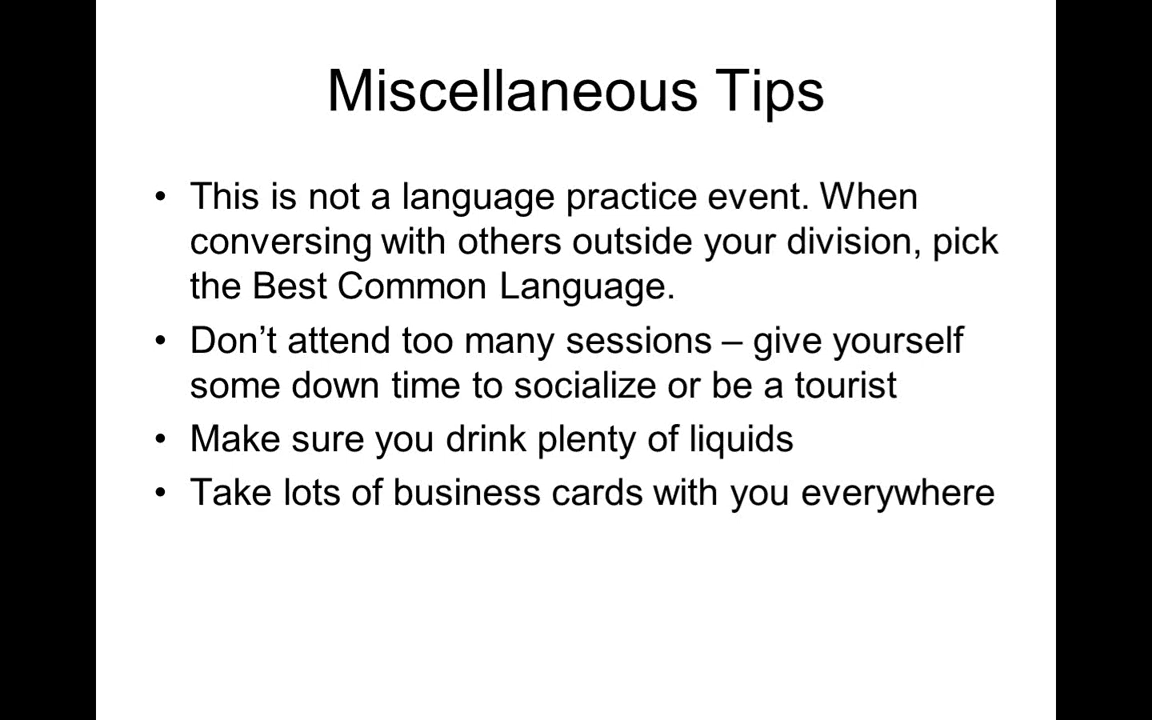 Miscellaneous Tips
• This is not a language practice event. When
conversing with others outside your division, pick
the Best Common Language.
• Don’t attend too many sessions – give yourself
some down time to socialize or be a tourist
• Make sure you drink plenty of liquids
• Take lots of business cards with you everywhere